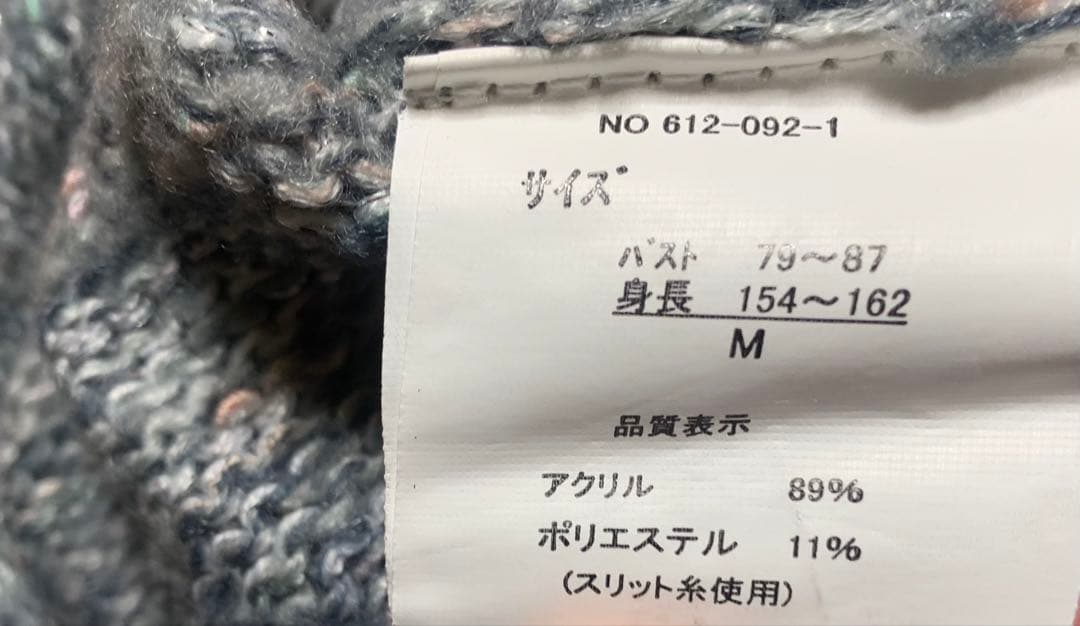 NO 612-092-1
サイズ
バスト 79～87
身長 154～162
M
品質表示
アクリル 89%
ポリエステル 11%
(スリット糸使用)